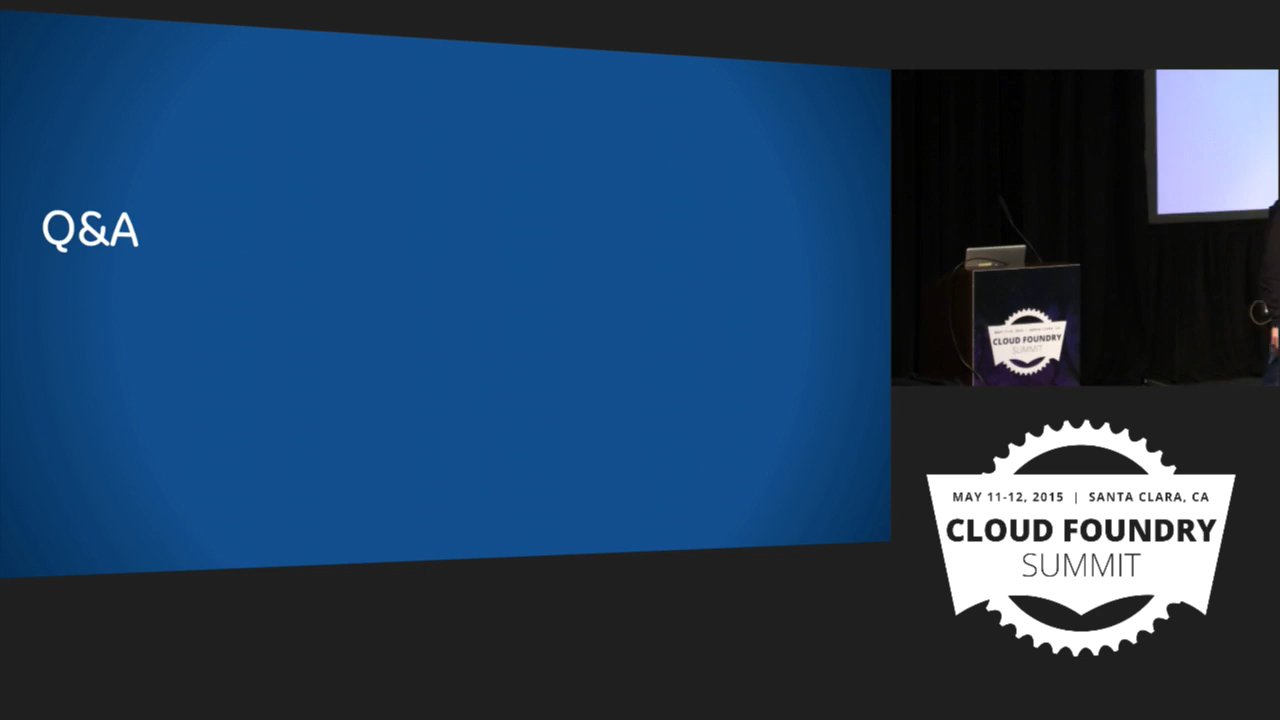 Q&A
CLOUD FOUNDRY
SUMMIT
MAY 11-12, 2015 | SANTA CLARA, CA
CLOUD FOUNDRY
SUMMIT